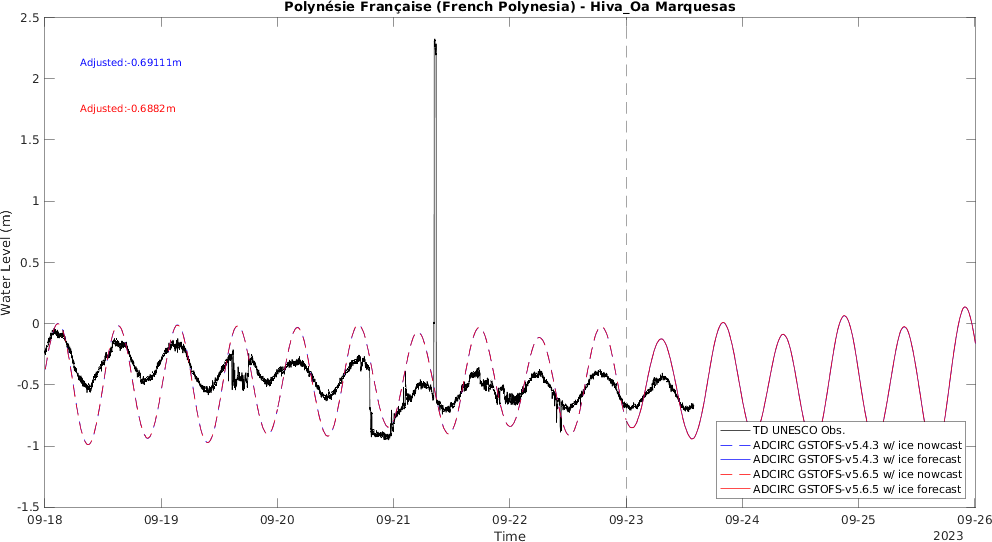 Polynésie Française (French Polynesia) - Hiva_Oa Marquesas
2.5
2
1.5
1
0.5
0
-0.5
-1
-1.5
Water Level (m)
Adjusted:-0.69111m
Adjusted:-0.6882m
TD UNESCO Obs.
ADCIRC GSTOFS-v5.4.3 w/ ice nowcast
ADCIRC GSTOFS-v5.4.3 w/ ice forecast
ADCIRC GSTOFS-v5.6.5 w/ ice nowcast
ADCIRC GSTOFS-v5.6.5 w/ ice forecast
09-18 09-19 09-20 09-21 09-22 09-23 09-24 09-25 09-26
Time
2023